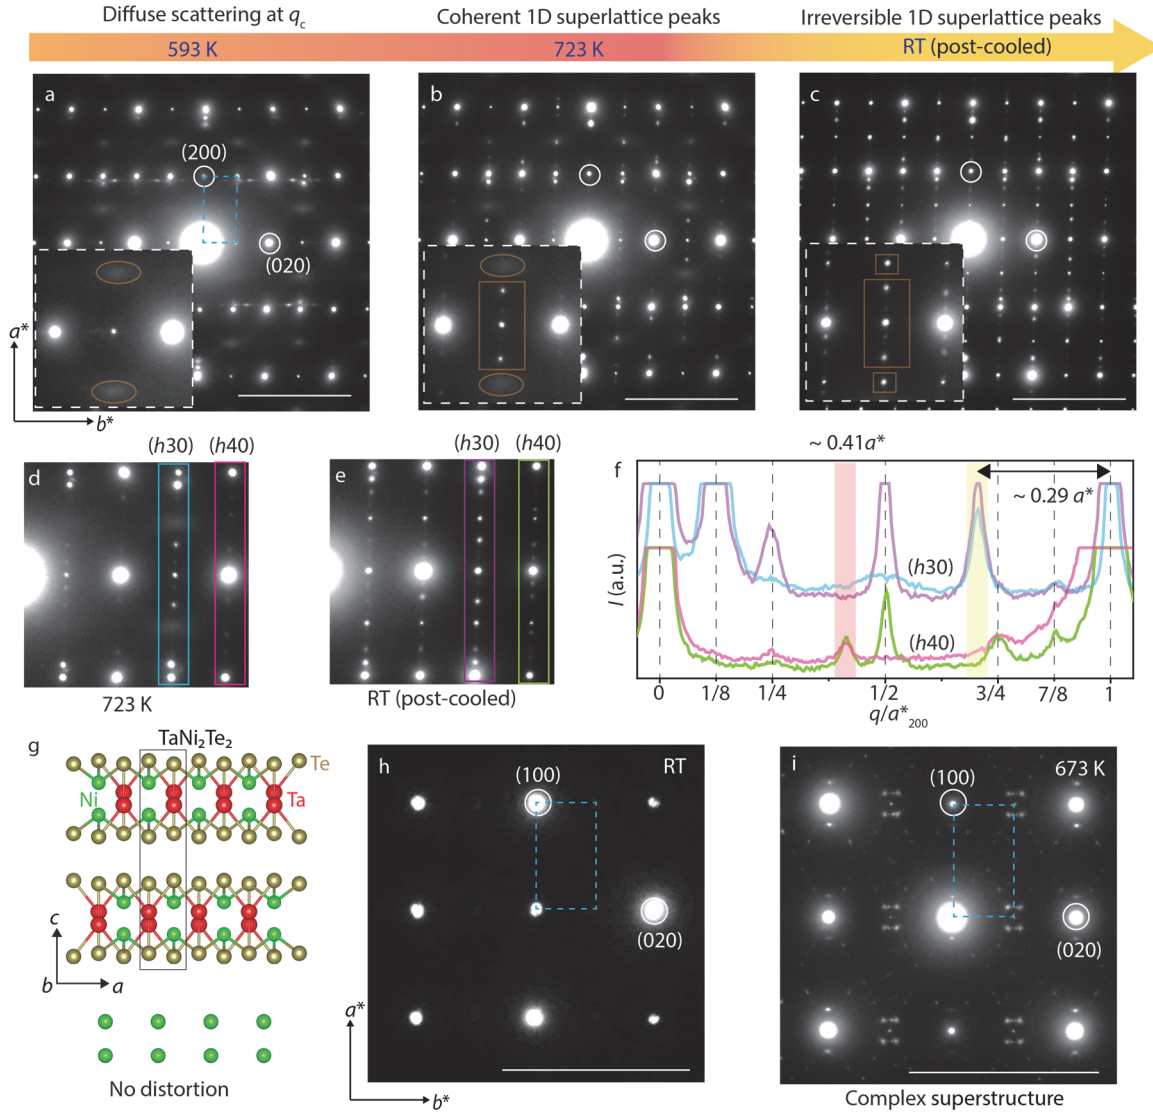 Diffuse scattering at qc
Coherent 1D superlattice peaks
Irreversible 1D superlattice peaks
593 K
723 K
RT (post-cooled)
a
(200)
(020)
a*
b*
b
c
(h30)
(h40)
d
723 K
(h30)
(h40)
e
RT (post-cooled)
~ 0.41a*
f
~ 0.29 a*
(h30)
(h40)
I (a.u.)
0
1/8
1/4
1/2
3/4
7/8
1
q/a*200
g
TaNi₂Te₂
Te
Ni
Ta
c
b
a
No distortion
h
RT
(100)
(020)
a*
b*
i
673 K
(100)
(020)
Complex superstructure